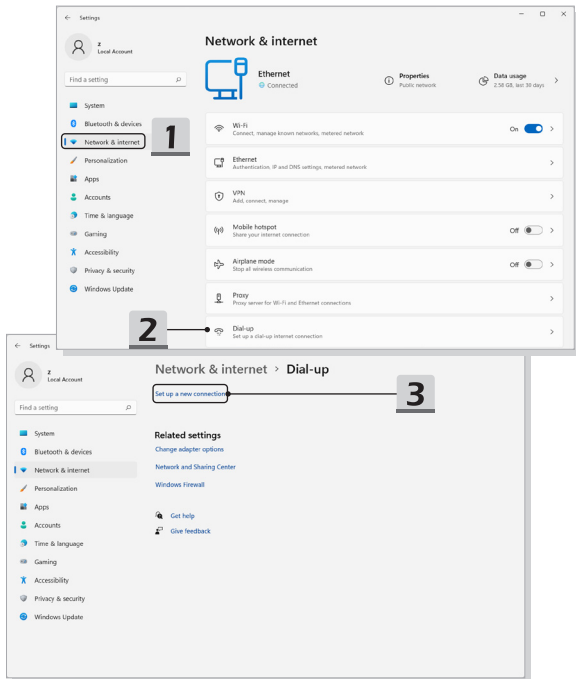 Settings
z
Local Account
Find a setting
System
Bluetooth & devices
Network & internet
Personalization
Apps
Accounts
Time & language
Gaming
Accessibility
Privacy & security
Windows Update
1
2
Network & internet
Ethernet
Connected
Properties
Public network
Data usage
2.58 GB, last 30 days
Wi-Fi
Connect, manage known networks, metered network
On
Ethernet
Authentication, IP and DNS settings, metered network
VPN
Add, connect, manage
Mobile hotspot
Share your internet connection
Off
Airplane mode
Stop all wireless communication
Off
Proxy
Proxy server for Wi-Fi and Ethernet connections
Dial-up
Set up a dial-up internet connection
Settings
z
Local Account
Find a setting
System
Bluetooth & devices
Network & internet
Personalization
Apps
Accounts
Time & language
Gaming
Accessibility
Privacy & security
Windows Update
Network & internet > Dial-up
Set up a new connection
3
Related settings
Change adapter options
Network and Sharing Center
Windows Firewall
Get help
Give feedback